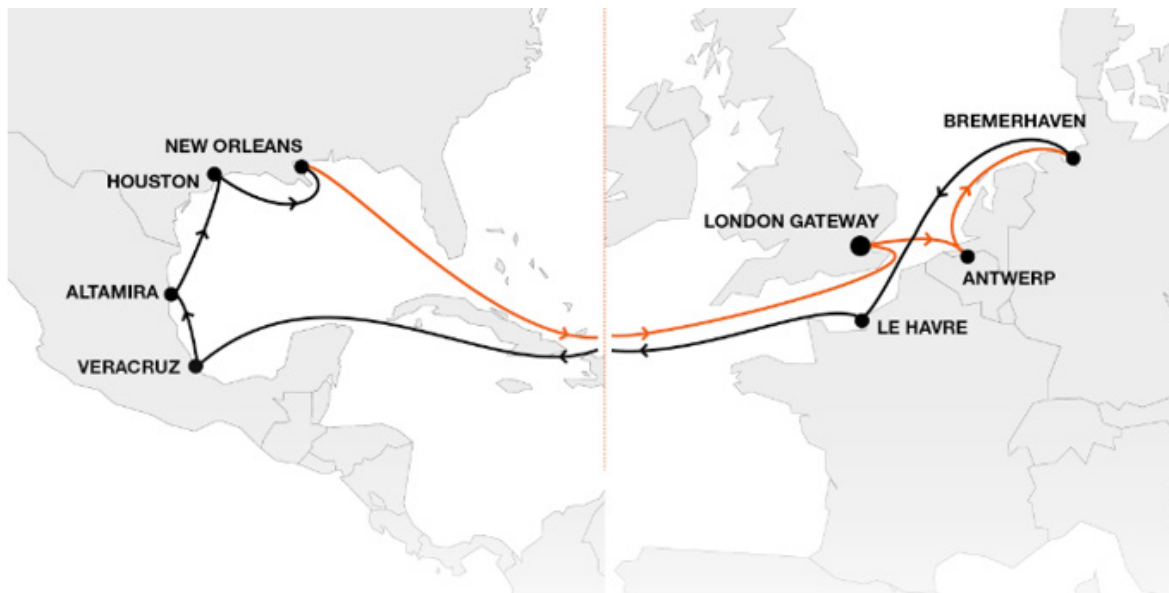 NEW ORLEANS
HOUSTON
ALTAMIRA
VERACRUZ
BREMERHAVEN
LONDON GATEWAY
ANTWERP
LE HAVRE